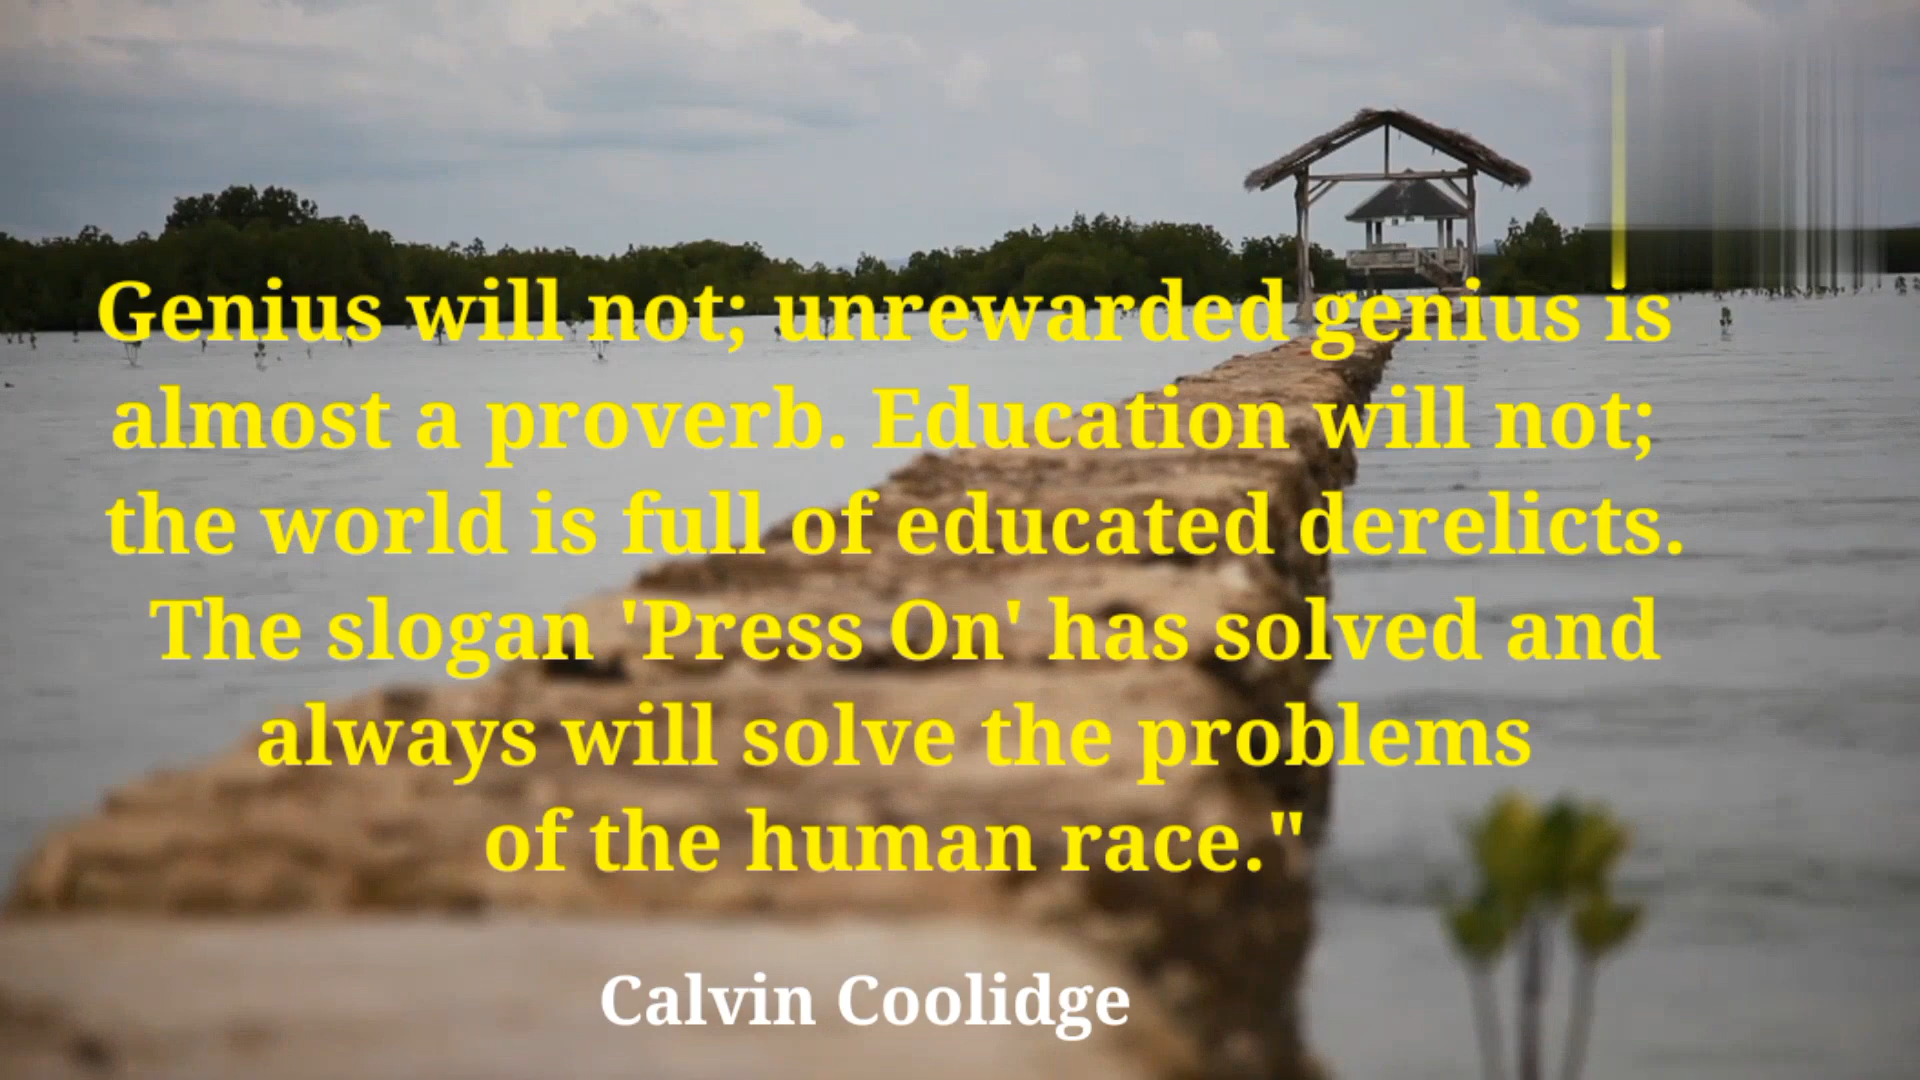 Genius will not; unrewarded genius is
almost a proverb. Education will not;
the world is full of educated derelicts.
The slogan 'Press On' has solved and
always will solve the problems
of the human race."
Calvin Coolidge